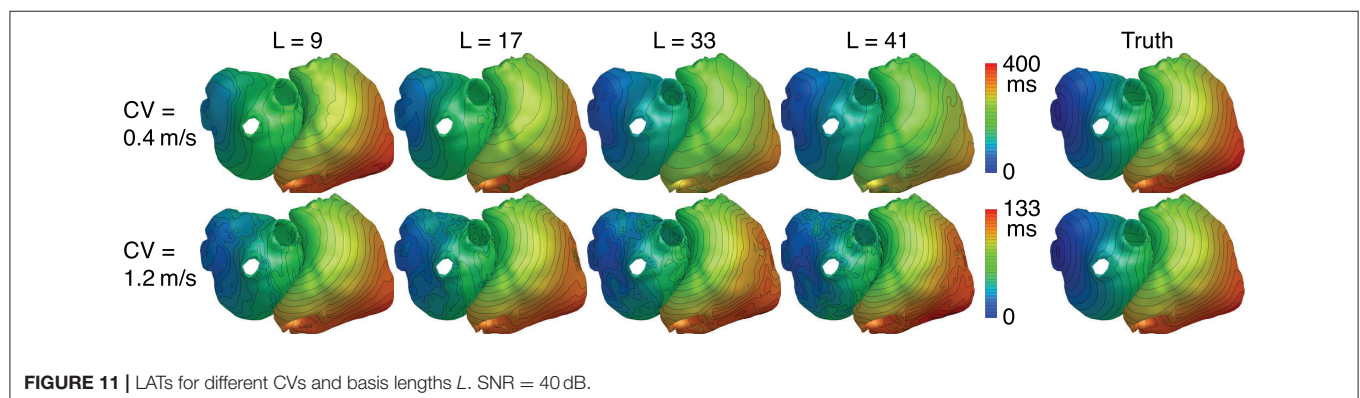 L = 9 L = 17 L = 33 L = 41 Truth
CV =
0.4 m/s
400
ms
0
CV =
1.2 m/s
133
ms
0
FIGURE 11 | LATs for different CVs and basis lengths L. SNR = 40 dB.